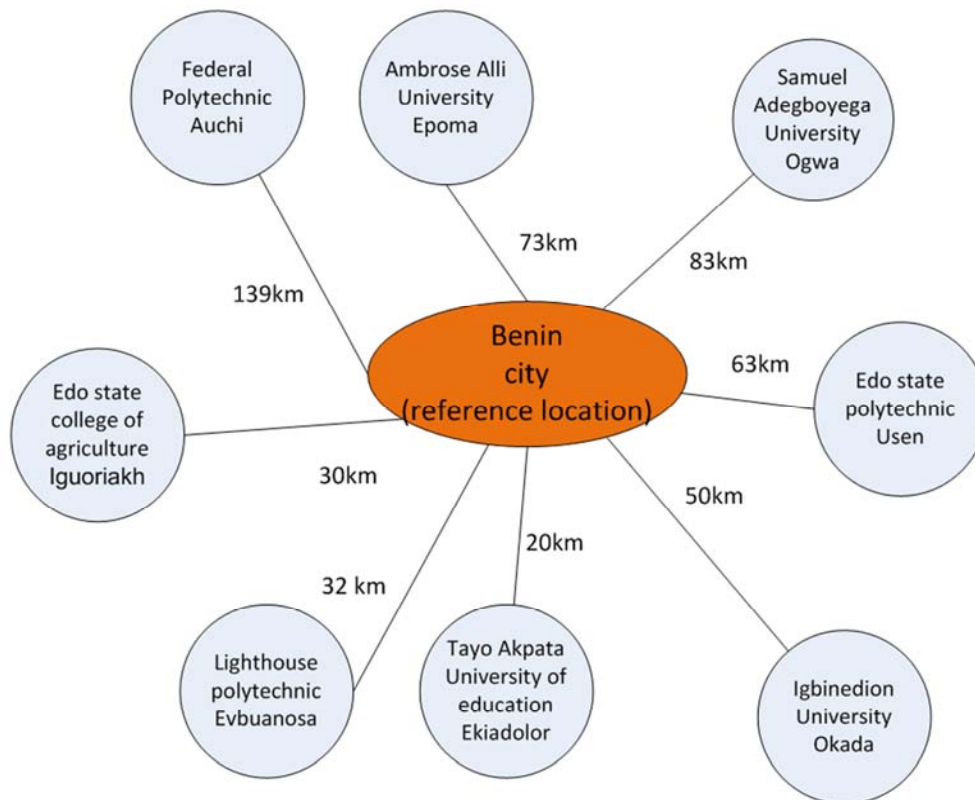 Federal
Polytechnic
Auchi
Ambrose Alli
University
Epoma
Samuel
Adegboyega
University
Ogwa
73km
83km
139km
Benin
city
(reference location)
63km
Edo state
polytechnic
Usen
Edo state
college of
agriculture
Iguoriakh
30km
50km
20km
32 km
Lighthouse
polytechnic
Evbuanosa
Tayo Akpata
University of
education
Ekiadolor
Igbinedion
University
Okada